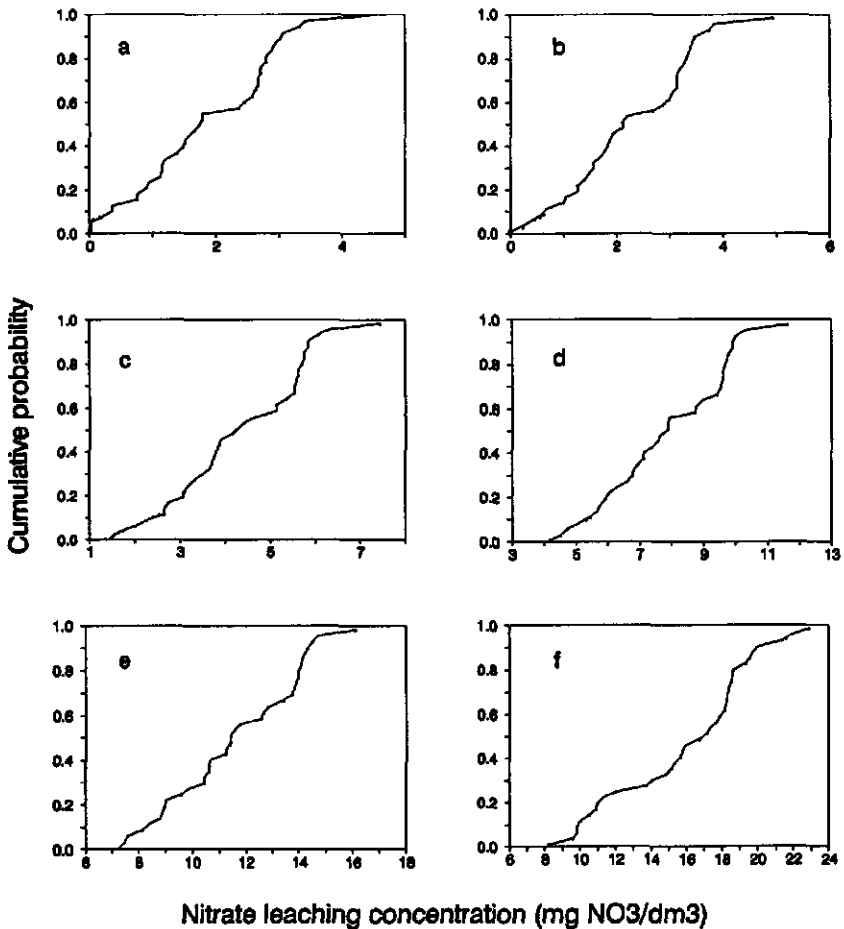 1.0
0.8
0.6
0.4
0.2
0.0
0 2 4
a
1.0
0.8
0.6
0.4
0.2
0.0
0 2 4 6
b
Cumulative probability
1.0
0.8
0.6
0.4
0.2
0.0
1 3 5 7
c
1.0
0.8
0.6
0.4
0.2
0.0
3 5 7 9 11 13
d
1.0
0.8
0.6
0.4
0.2
0.0
6 8 10 12 14 16 18
e
1.0
0.8
0.6
0.4
0.2
0.0
6 8 10 12 14 16 18 20 22 24
f
Nitrate leaching concentration (mg NO3/dm3)